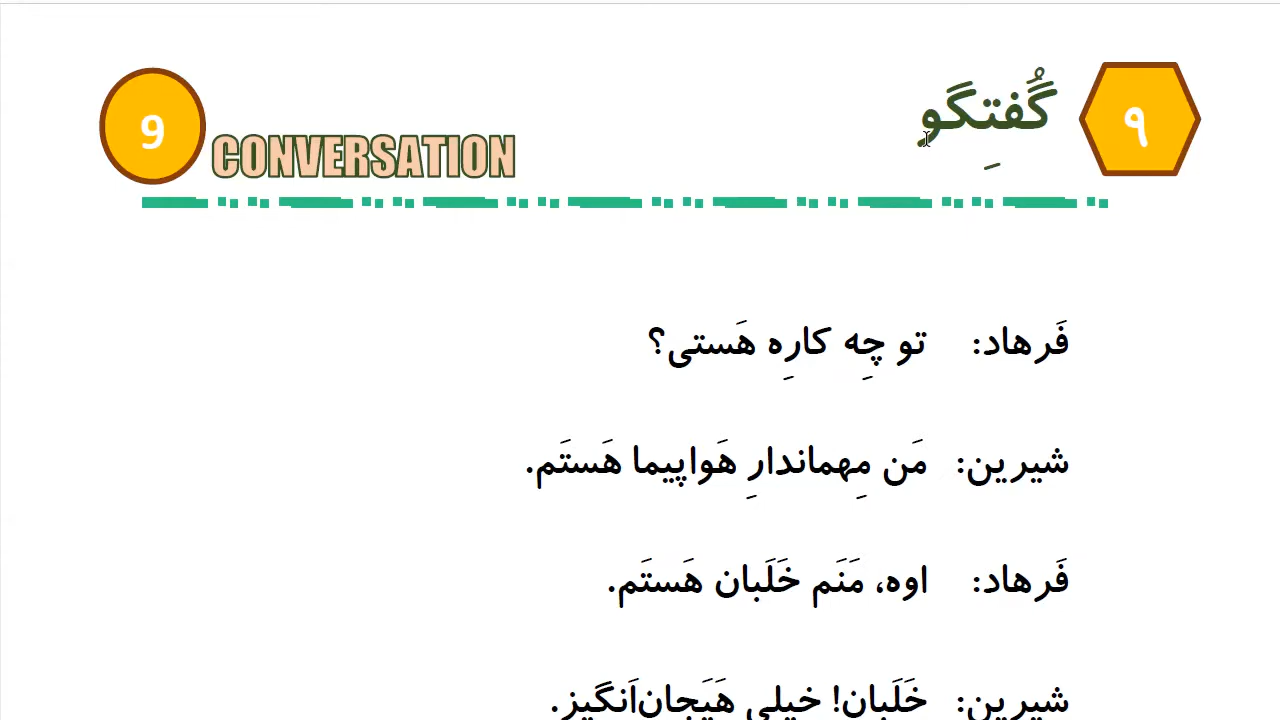 9 CONVERSATION
گُفتِگو ۹
فَرهاد: تو چِه کارِه هَستی؟
شیرین: مَن مِهماندارِ هَواپیما هَستَم.
فَرهاد: اوه، مَنَم خَلَبان هَستَم.
شیرین: خَلَبان! خیلی هَیَجان‌اَنگیز.